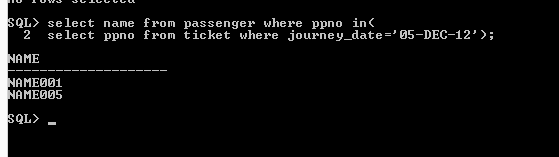 no rows selected
SQL> select name from passenger where ppno in(
  2  select ppno from ticket where journey_date='05-DEC-12');
NAME
--------------------
NAME001
NAME005
SQL> _